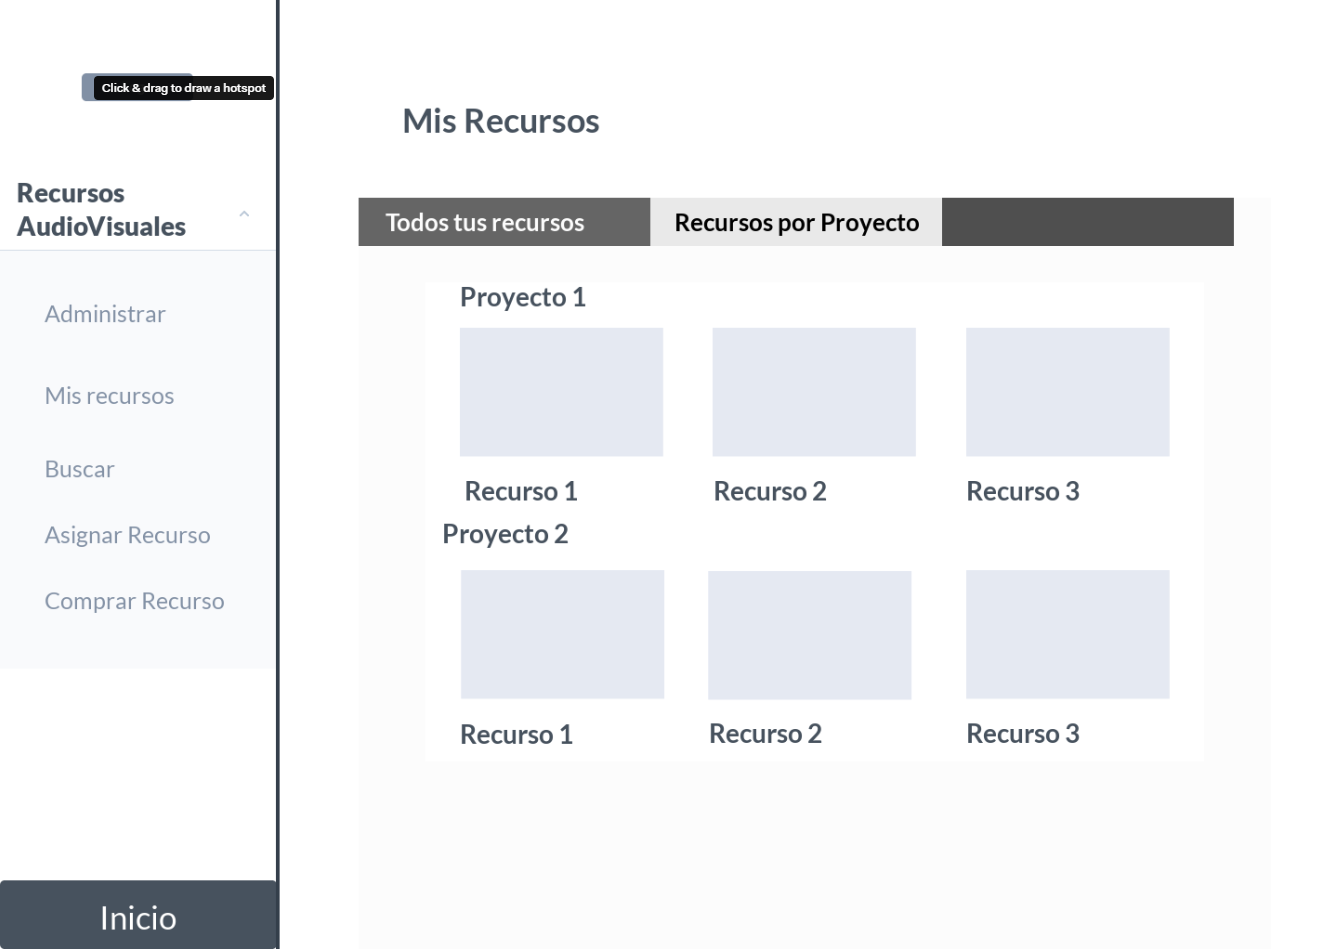 Click & drag to draw a hotspot
Recursos
AudioVisuales
Administrar
Mis recursos
Buscar
Asignar Recurso
Comprar Recurso
Inicio
Mis Recursos
Todos tus recursos
Recursos por Proyecto
Proyecto 1
Recurso 1
Recurso 2
Recurso 3
Proyecto 2
Recurso 1
Recurso 2
Recurso 3